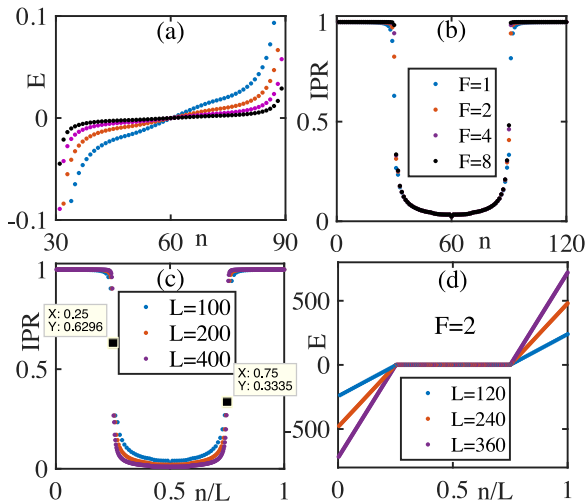 (a)
E
0.1
0
-0.1
30
60
90
n
(b)
IPR
1
0.5
0
0
60
120
n
F=1
F=2
F=4
F=8
(c)
IPR
1
0.5
0
0
0.5
1
n/L
L=100
L=200
L=400
X: 0.25
Y: 0.6296
X: 0.75
Y: 0.3335
(d)
E
500
0
-500
0
0.5
1
n/L
F=2
L=120
L=240
L=360